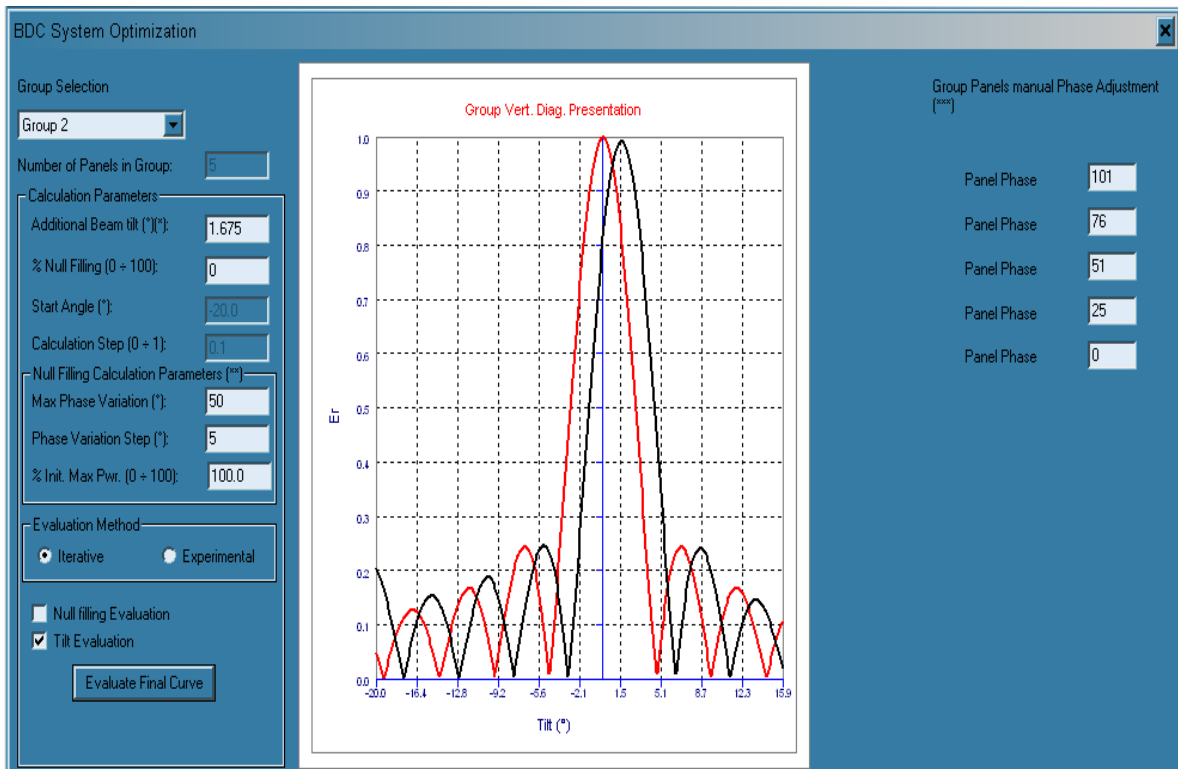 BDC System Optimization
Group Selection
Group 2
Number of Panels in Group: 5
Calculation Parameters
Additional Beam tilt (°)(*): 1.675
% Null Filling (0 ÷ 100): 0
Start Angle (°): -20.0
Calculation Step (0 ÷ 1): 0.1
Null Filling Calculation Parameters (**)
Max Phase Variation (°): 50
Phase Variation Step (°): 5
% Init. Max Pwr. (0 ÷ 100): 100.0
Evaluation Method
Iterative Experimental
Null filling Evaluation
Tilt Evaluation
Evaluate Final Curve
Group Vert. Diag. Presentation
1.0
0.9
0.8
0.7
0.6
0.5
0.4
0.3
0.2
0.1
0.0
Er
-20.0 -16.4 -12.8 -9.2 -5.6 -2.1 1.5 5.1 8.7 12.3 15.9
Tilt (°)
Group Panels manual Phase Adjustment
(***)
Panel Phase 101
Panel Phase 76
Panel Phase 51
Panel Phase 25
Panel Phase 0